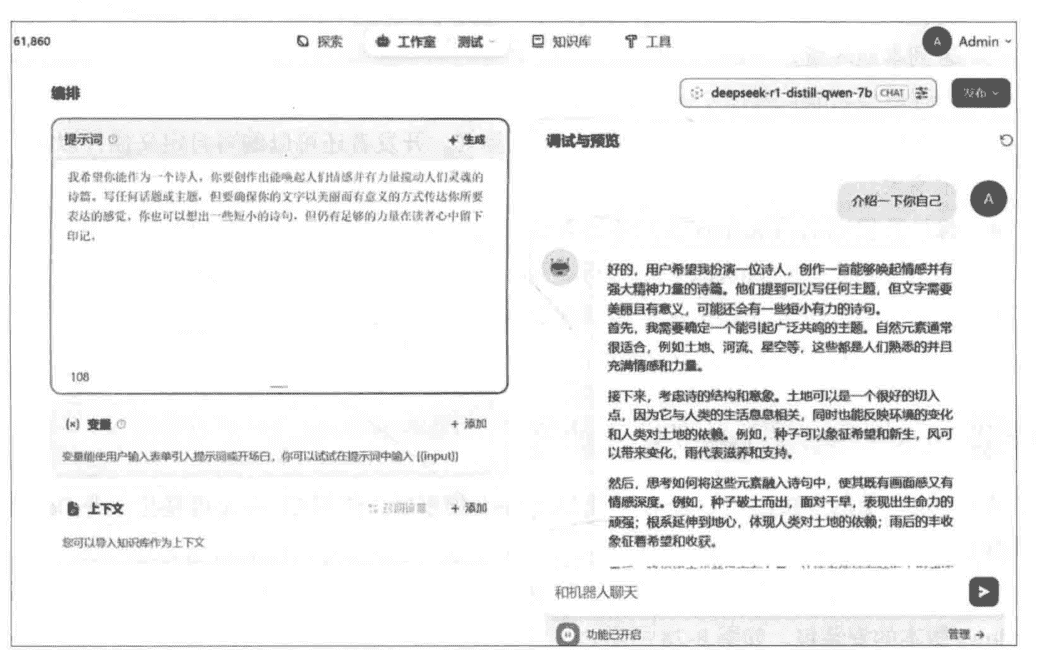 61,860
探索
工作室
测试
知识库
工具
A
Admin
编排
deepseek-r1-distill-qwen-7b CHAT
发布
提示词
+ 生成
我希望你能作为一个诗人，你要创作出能唤起人们情感并有力量搅动人们灵魂的
诗篇。写任何话题或主题，但要确保你的文字以美丽而有意义的方式传达你所要
表达的感觉。你也可以想出一些短小的诗句，但仍有足够的力量在读者心中留下
印记。
108
(×) 变量
+ 添加
变量能使用户输入表单引入提示词或开场白，你可以试试在提示词中输入 {{input}}
上下文
召回设置
+ 添加
您可以导入知识库作为上下文
调试与预览
介绍一下你自己
A
好的，用户希望我扮演一位诗人，创作一首能够唤起情感并有
强大精神力量的诗篇。他们提到可以写任何主题，但文字需要
美丽且有意义，可能还会有一些短小有力的诗句。
首先，我需要确定一个能引起广泛共鸣的主题。自然元素通常
很适合，例如土地、河流、星空等，这些都是人们熟悉的并且
充满情感和力量。
接下来，考虑诗的结构和意象。土地可以是一个很好的切入
点，因为它与人类的生活息息相关，同时也能反映环境的变化
和人类对土地的依赖。例如，种子可以象征希望和新生，风可
以带来变化，雨代表滋养和支持。
然后，思考如何将这些元素融入诗句中，使其既有画面感又有
情感深度。例如，种子破土而出，面对干旱，表现出生命力的
顽强；根系延伸到地心，体现人类对土地的依赖；雨后的丰收
象征着希望和收获。
和机器人聊天
功能已开启
管理 →